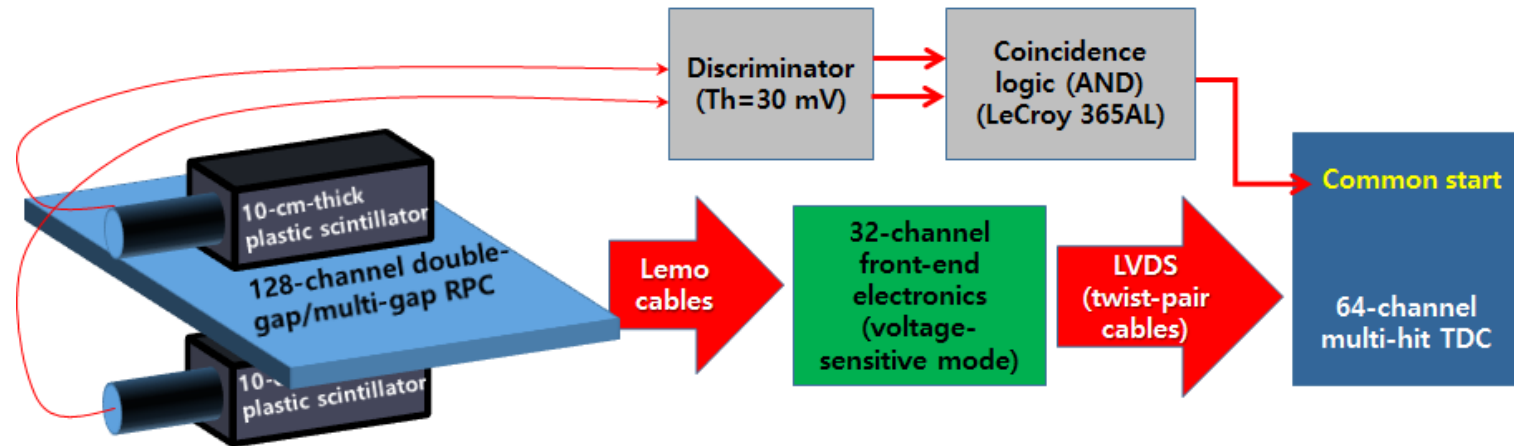 Discriminator
(Th=30 mV)
Coincidence
logic (AND)
(LeCroy 365AL)
Common start
64-channel
multi-hit TDC
10-cm-thick
plastic scintillator
128-channel double-
gap/multi-gap RPC
10-
plastic scintillator
Lemo
cables
32-channel
front-end
electronics
(voltage-
sensitive mode)
LVDS
(twist-pair
cables)